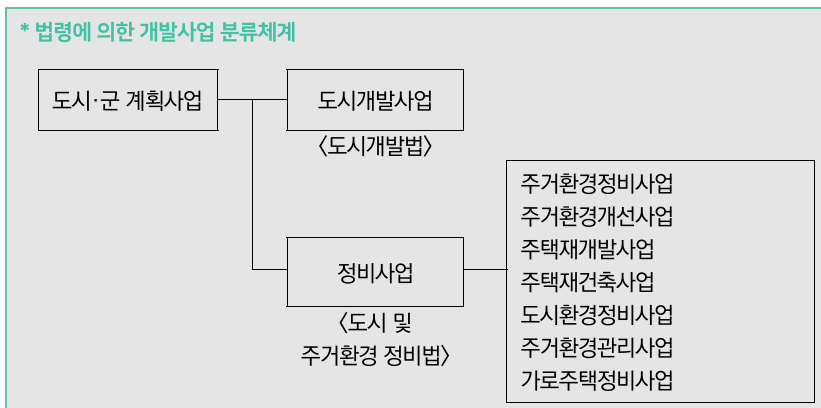 * 법령에 의한 개발사업 분류체계
도시·군 계획사업
도시개발사업
〈도시개발법〉
정비사업
〈도시 및
주거환경 정비법〉
주거환경정비사업
주거환경개선사업
주택재개발사업
주택재건축사업
도시환경정비사업
주거환경관리사업
가로주택정비사업